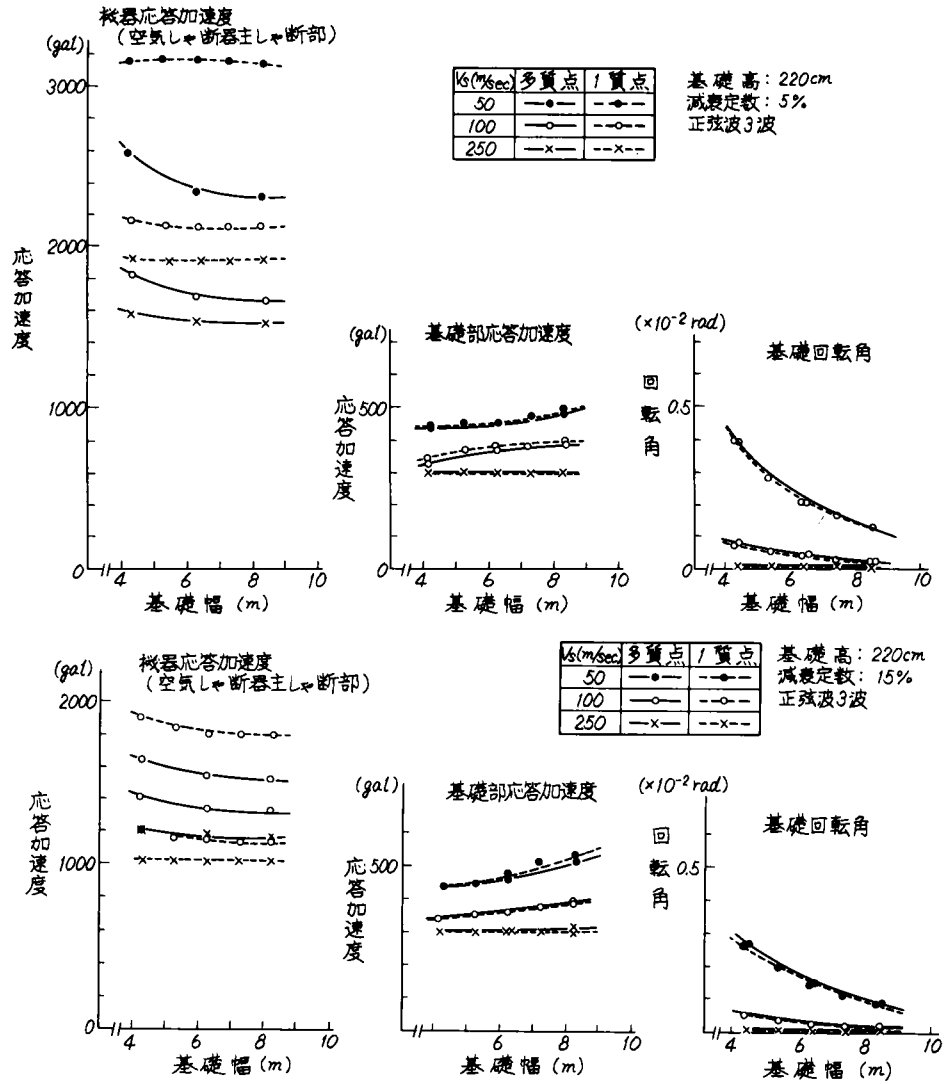 機器応答加速度
(空気しゃ断器主しゃ断部)
(gal)
3000
2000
1000
0
応答加速度
4 6 8 10
基礎幅 (m)
Vs(m/sec) 多質点 1質点
50
100
250
基礎高: 220cm
減衰定数: 5%
正弦波3波
(gal) 基礎部応答加速度
500
0
応答加速度
4 6 8 10
基礎幅 (m)
(×10⁻² rad)
基礎回転角
回転角
0.5
0
4 6 8 10
基礎幅 (m)
(gal) 機器応答加速度
(空気しゃ断器主しゃ断部)
2000
1000
0
応答加速度
4 6 8 10
基礎幅 (m)
Vs(m/sec) 多質点 1質点
50
100
250
基礎高: 220cm
減衰定数: 15%
正弦波3波
(gal) 基礎部応答加速度
500
0
応答加速度
4 6 8 10
基礎幅 (m)
(×10⁻² rad)
基礎回転角
回転角
0.5
0
4 6 8 10
基礎幅 (m)